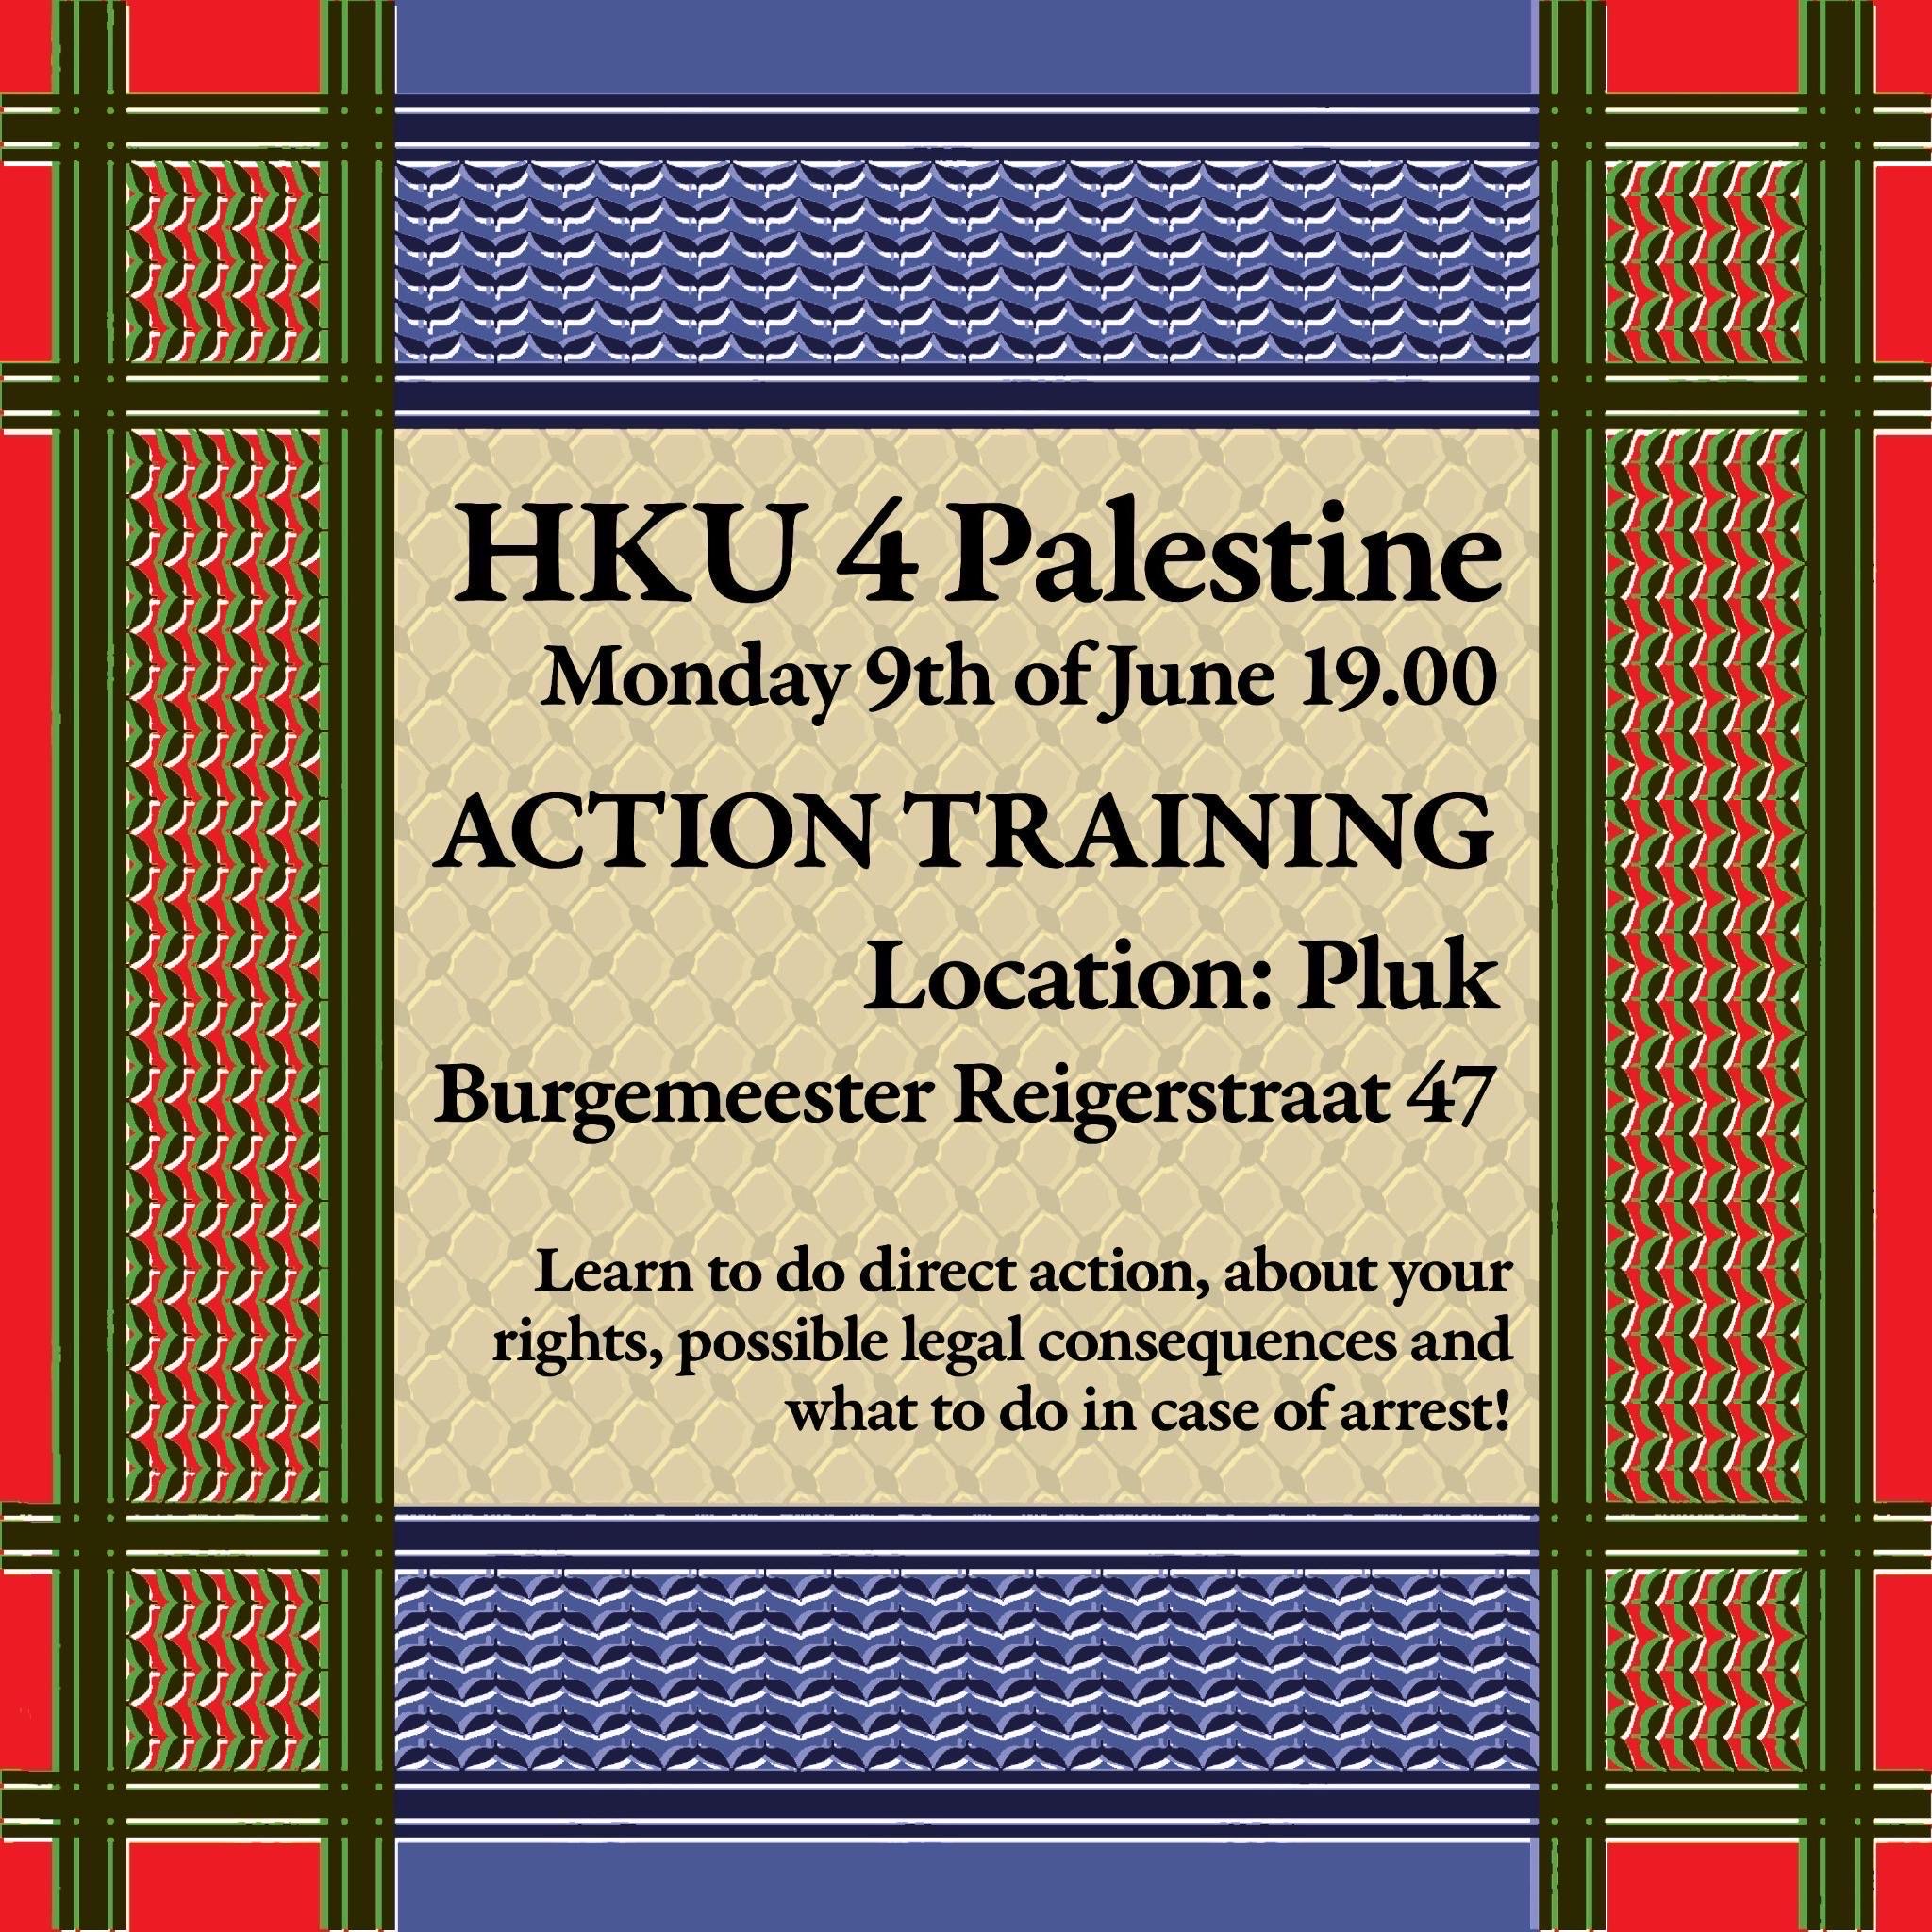 HKU 4 Palestine
Monday 9th of June 19.00
ACTION TRAINING
Location: Pluk
Burgemeester Reigerstraat 47
Learn to do direct action, about your
rights, possible legal consequences and
what to do in case of arrest!